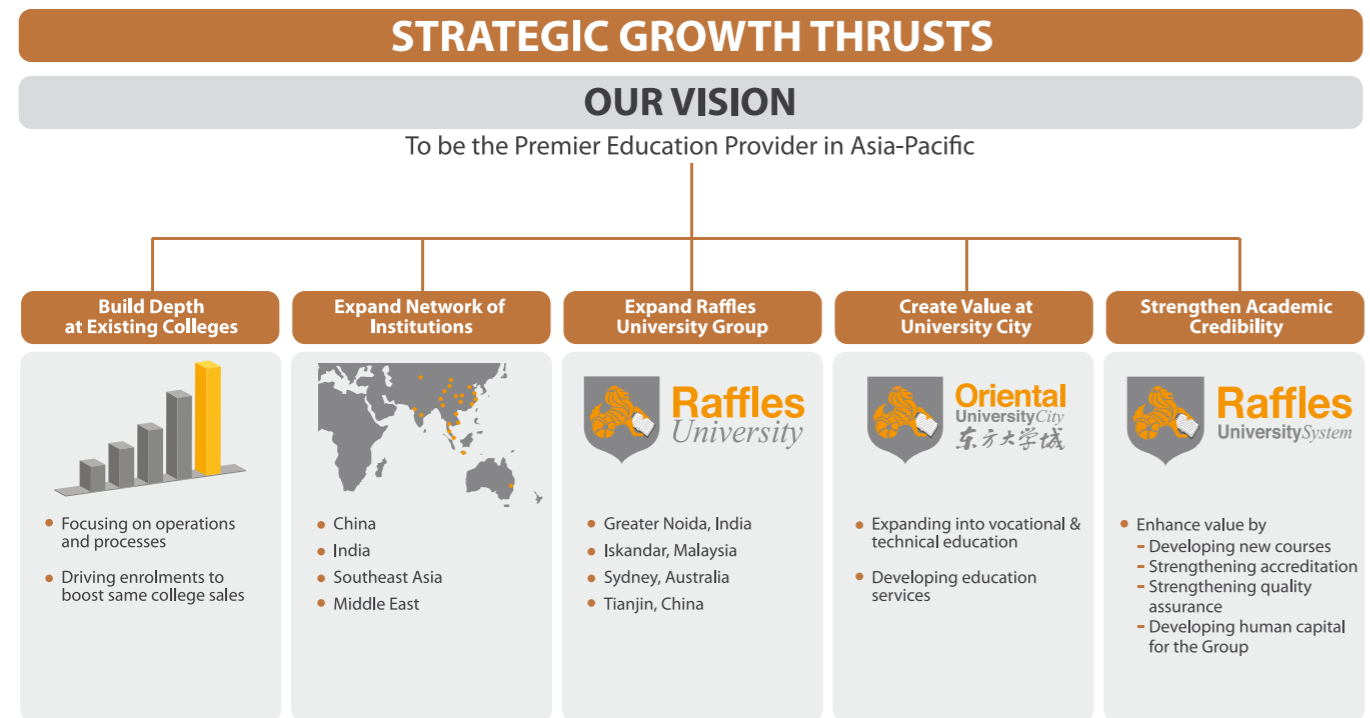 STRATEGIC GROWTH THRUSTS
OUR VISION
To be the Premier Education Provider in Asia-Pacific
Build Depth
at Existing Colleges
• Focusing on operations
and processes
• Driving enrolments to
boost same college sales
Expand Network of
Institutions
• China
• India
• Southeast Asia
• Middle East
Expand Raffles
University Group
Raffles
University
• Greater Noida, India
• Iskandar, Malaysia
• Sydney, Australia
• Tianjin, China
Create Value at
University City
Oriental
UniversityCity
东方大学城
• Expanding into vocational &
technical education
• Developing education
services
Strengthen Academic
Credibility
Raffles
UniversitySystem
• Enhance value by
- Developing new courses
- Strengthening accreditation
- Strengthening quality
assurance
- Developing human capital
for the Group